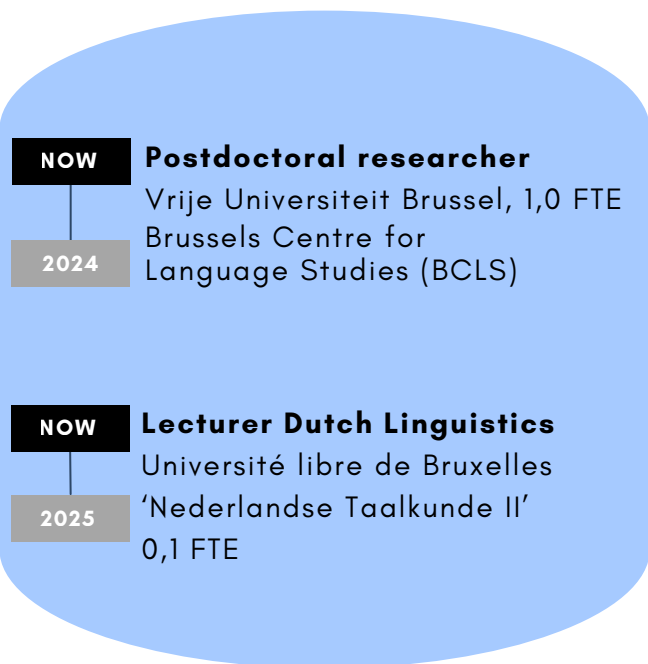 NOW
Postdoctoral researcher
Vrije Universiteit Brussel, 1,0 FTE
Brussels Centre for
2024
Language Studies (BCLS)
NOW
Lecturer Dutch Linguistics
Université libre de Bruxelles
2025
‘Nederlandse Taalkunde II’
0,1 FTE